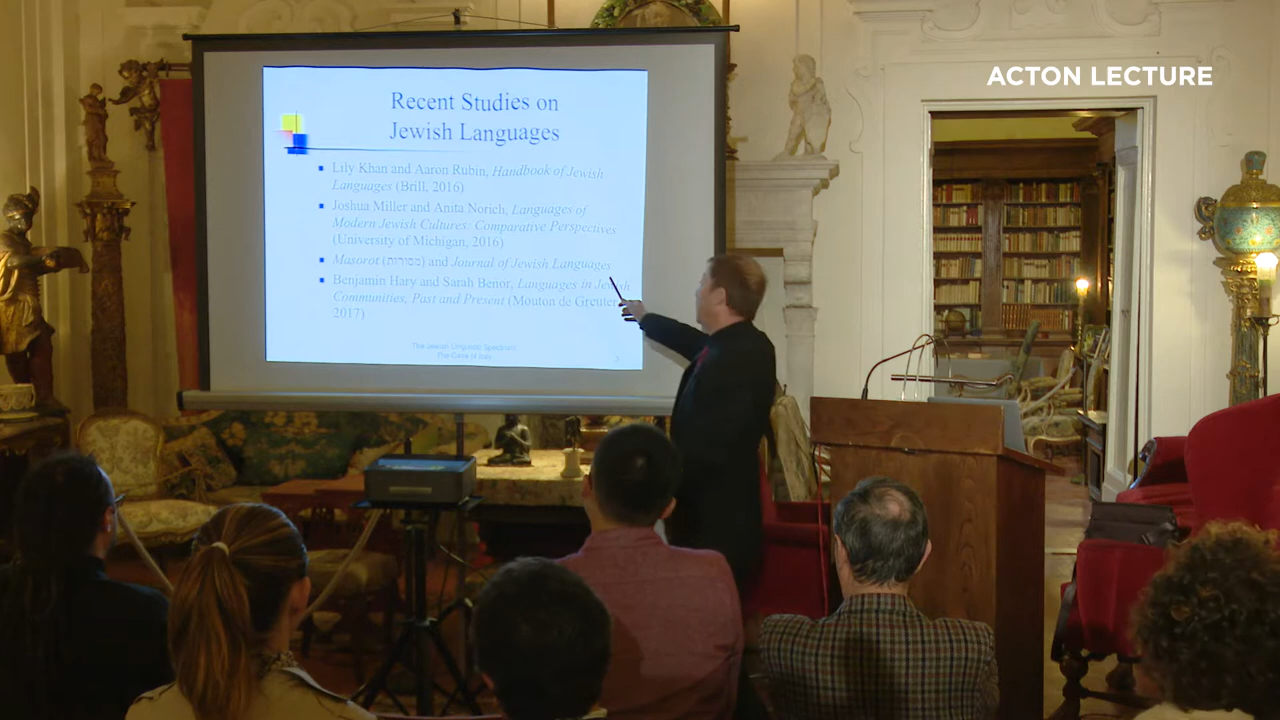 ACTON LECTURE
Recent Studies on
Jewish Languages
Lily Khan and Aaron Rubin, Handbook of Jewish
Languages (Brill, 2016)
Joshua Miller and Anita Norich, Languages of
Modern Jewish Cultures: Comparative Perspectives
(University of Michigan, 2016)
Masorot (מסורות) and Journal of Jewish Languages
Benjamin Hary and Sarah Benor, Languages in Jewish
Communities, Past and Present (Mouton de Gruter
2017)
The Jewish Linguistic Spectrum:
The Case of Italy